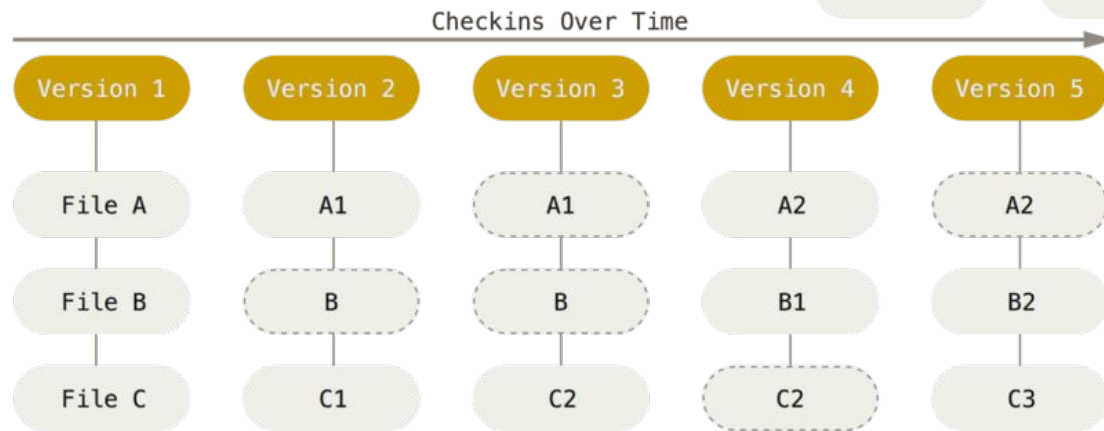 Checkins Over Time
Version 1 Version 2 Version 3 Version 4 Version 5
File A A1 A1 A2 A2
File B B B B1 B2
File C C1 C2 C2 C3